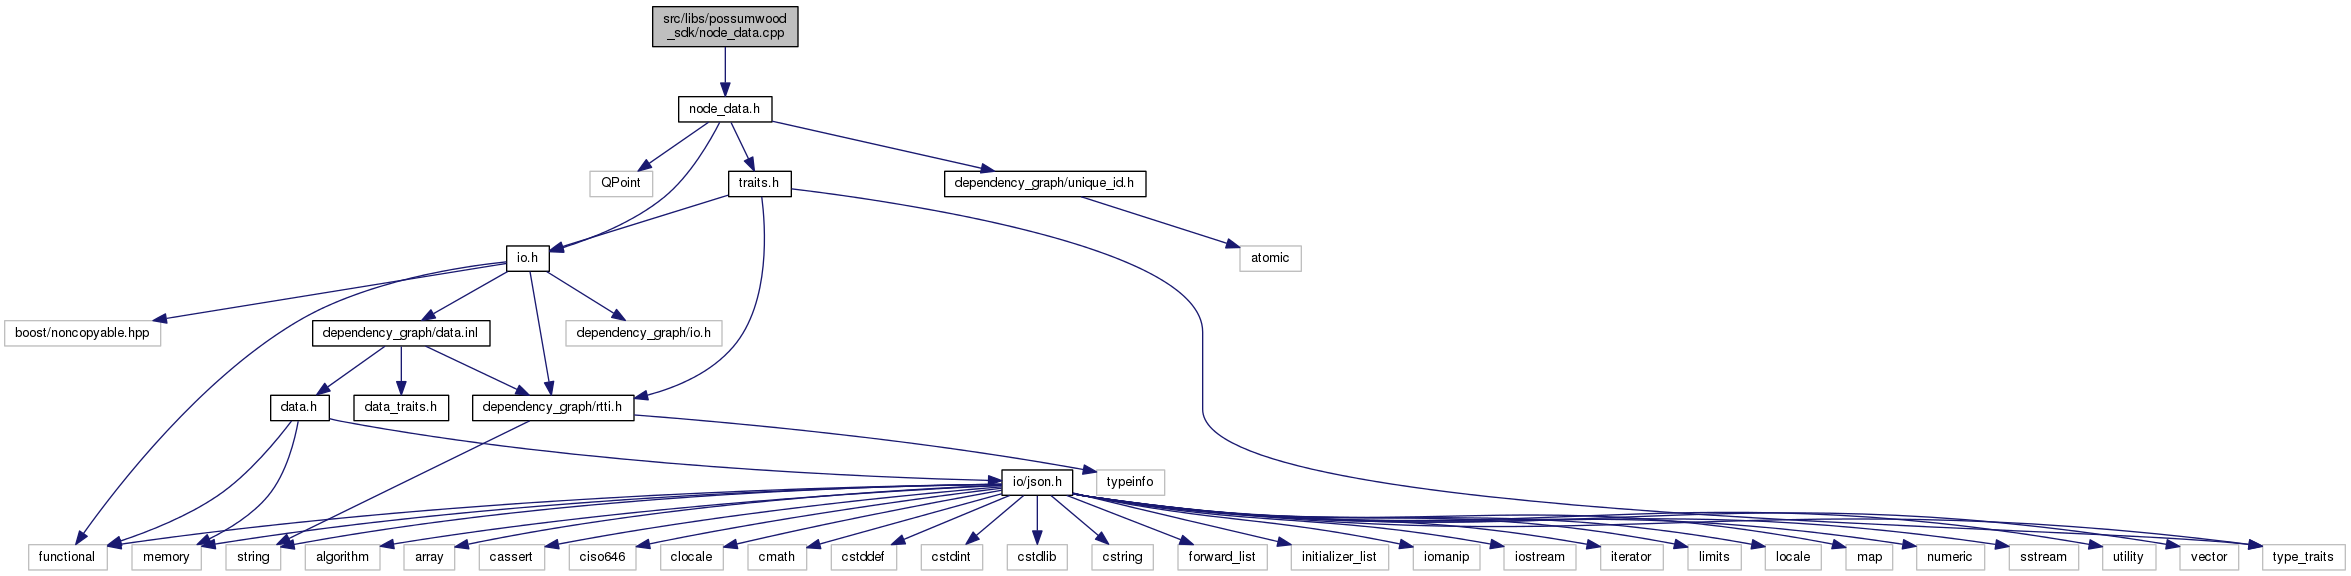 src/libs/possumwood
_sdk/node_data.cpp
node_data.h
QPoint
traits.h
dependency_graph/unique_id.h
io.h
atomic
boost/noncopyable.hpp
dependency_graph/data.inl
dependency_graph/io.h
data.h
data_traits.h
dependency_graph/rtti.h
io/json.h
typeinfo
functional
memory
string
algorithm
array
cassert
ciso646
clocale
cmath
cstddef
cstdint
cstdlib
cstring
forward_list
initializer_list
iomanip
iostream
iterator
limits
locale
map
numeric
sstream
utility
vector
type_traits